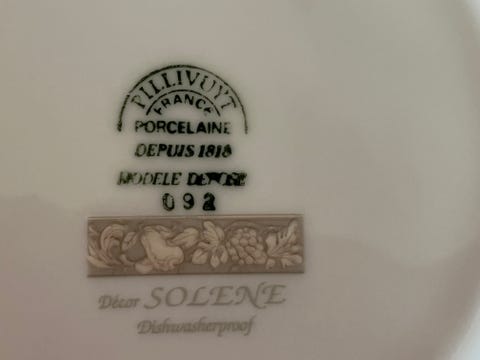 PILLIVUYT
FRANCE
PORCELAINE
DEPUIS 1818
MODELE DEPOSE
092
Décor SOLENE
Dishwasherproof